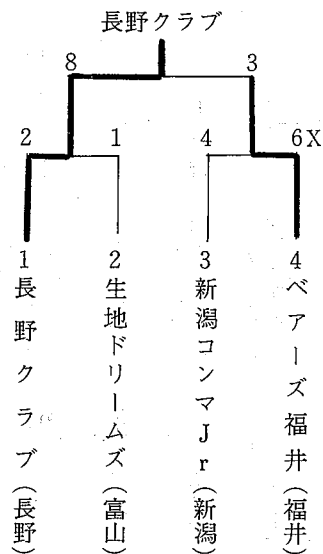 長野クラブ
8 3
2 1 4 6X
1 2 3 4
長野クラブ(長野)
生地ドリームズ(富山)
新潟コンマJr(新潟)
ベアーズ福井(福井)